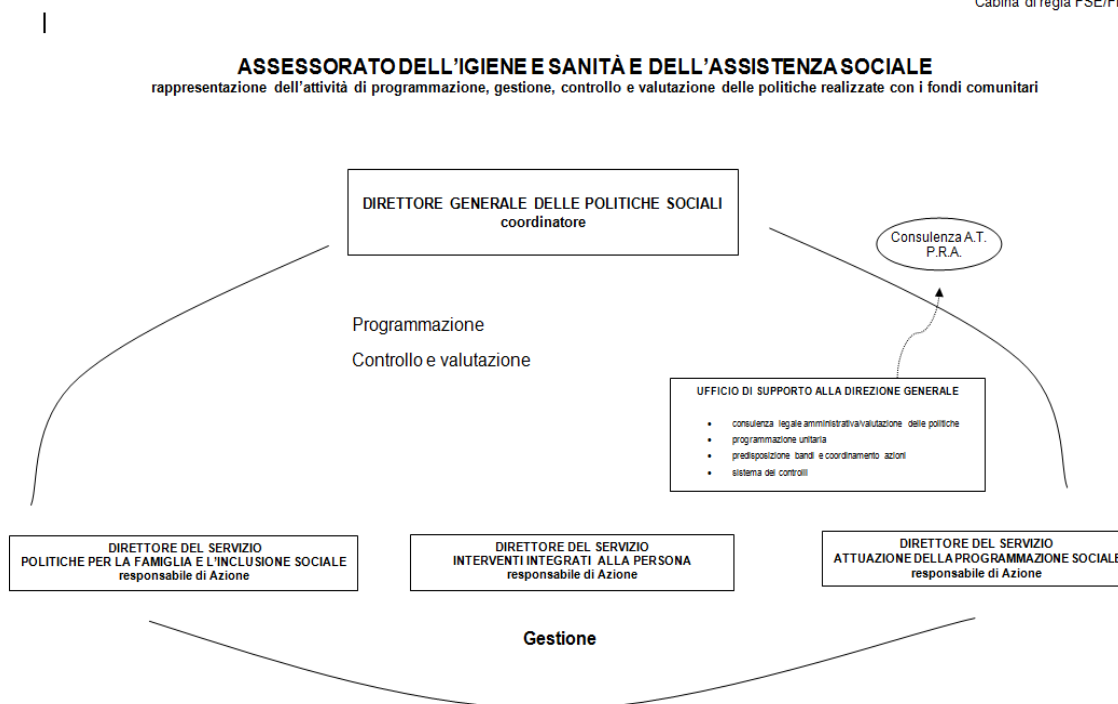 Cabina di regia FSE/
ASSESSORATO DELL'IGIENE E SANITÀ E DELL'ASSISTENZA SOCIALE
rappresentazione dell'attività di programmazione, gestione, controllo e valutazione delle politiche realizzate con i fondi comunitari
DIRETTORE GENERALE DELLE POLITICHE SOCIALI
coordinatore
Consulenza A.T.
P.R.A.
Programmazione
Controllo e valutazione
UFFICIO DI SUPPORTO ALLA DIREZIONE GENERALE
• consulenza legale amministrativa/valutazione delle politiche
• programmazione unitaria
• predisposizione bandi e coordinamento azioni
• sistema dei controlli
DIRETTORE DEL SERVIZIO
POLITICHE PER LA FAMIGLIA E L'INCLUSIONE SOCIALE
responsabile di Azione
DIRETTORE DEL SERVIZIO
INTERVENTI INTEGRATI ALLA PERSONA
responsabile di Azione
DIRETTORE DEL SERVIZIO
ATTUAZIONE DELLA PROGRAMMAZIONE SOCIALE
responsabile di Azione
Gestione